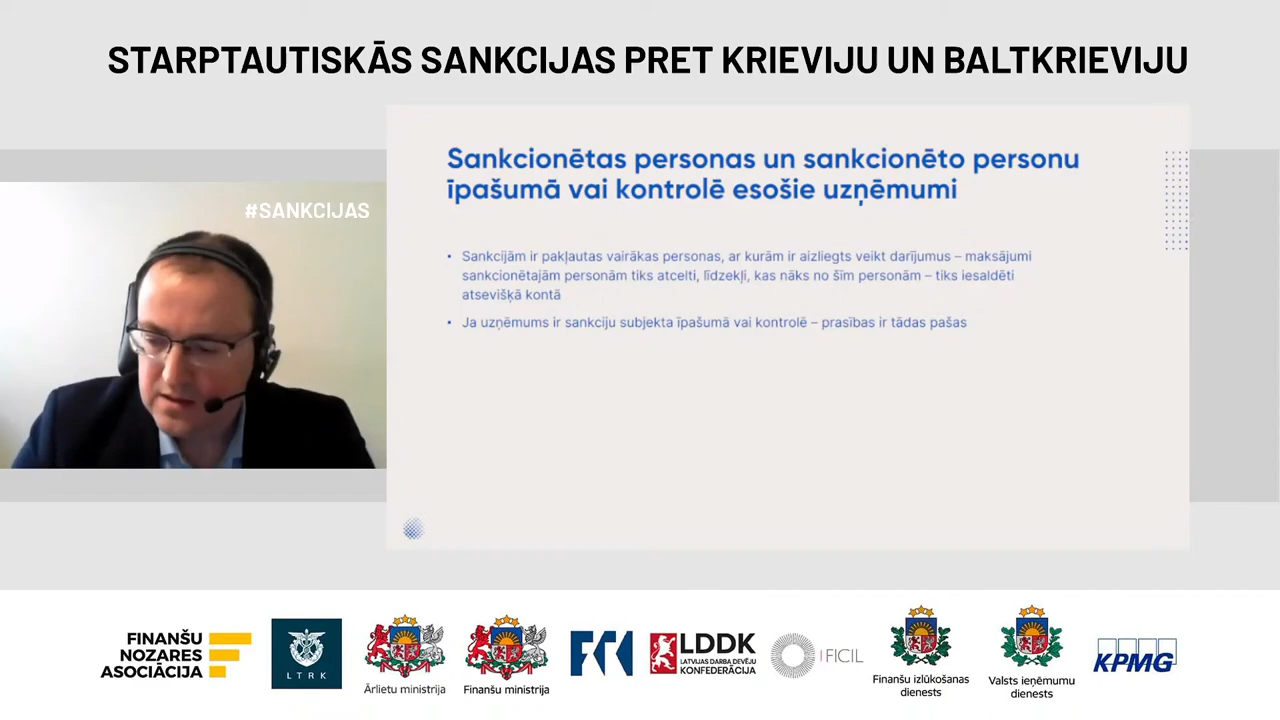 STARPTAUTISKĀS SANKCIJAS PRET KRIEVIJU UN BALTKRIEVIJU
#SANKCIJAS
Sankcionētas personas un sankcionēto personu
īpašumā vai kontrolē esošie uzņēmumi
• Sankcijām ir pakļautas vairākas personas, ar kurām ir aizliegts veikt darījumus – maksājumi
sankcionētajām personām tiks atcelti, līdzekļi, kas nāks no šīm personām – tiks iesaldēti
atsevišķā kontā
• Ja uzņēmums ir sankciju subjekta īpašumā vai kontrolē – prasības ir tādas pašas
FINANŠU
NOZARES
ASOCIĀCIJA
LTRK
Ārlietu ministrija
Finanšu ministrija
LDDK
LATVIJAS DARBA DEVĒJU
KONFEDERĀCIJA
FICIL
Finanšu izlūkošanas
dienests
Valsts ieņēmumu
dienests
KPMG